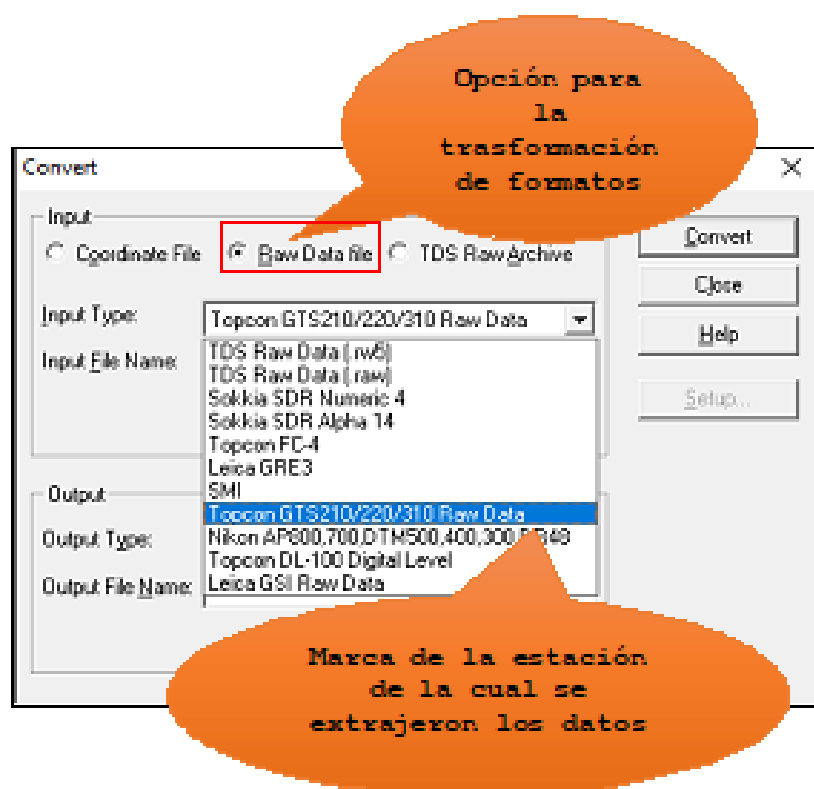 Opción para
la
trasformación
de formatos
Convert
Input
Coordinate File
Raw Data file
TDS Raw Archive
Convert
Close
Input Type:
Topcon GTS210/220/310 Raw Data
Help
Input File Name:
TDS Raw Data (.rw5)
TDS Raw Data (.raw)
Sokkia SDR Numeric 4
Sokkia SDR Alpha 14
Setup...
Topcon FC-4
Leica GRE3
SMI
Output
Topcon GTS210/220/310 Raw Data
Output Type:
Nikon AP800,700,DTM500,400,300
Topcon DL-100 Digital Level
Output File Name:
Leica GSI Raw Data
Marca de la estación
de la cual se
extrajeron los datos